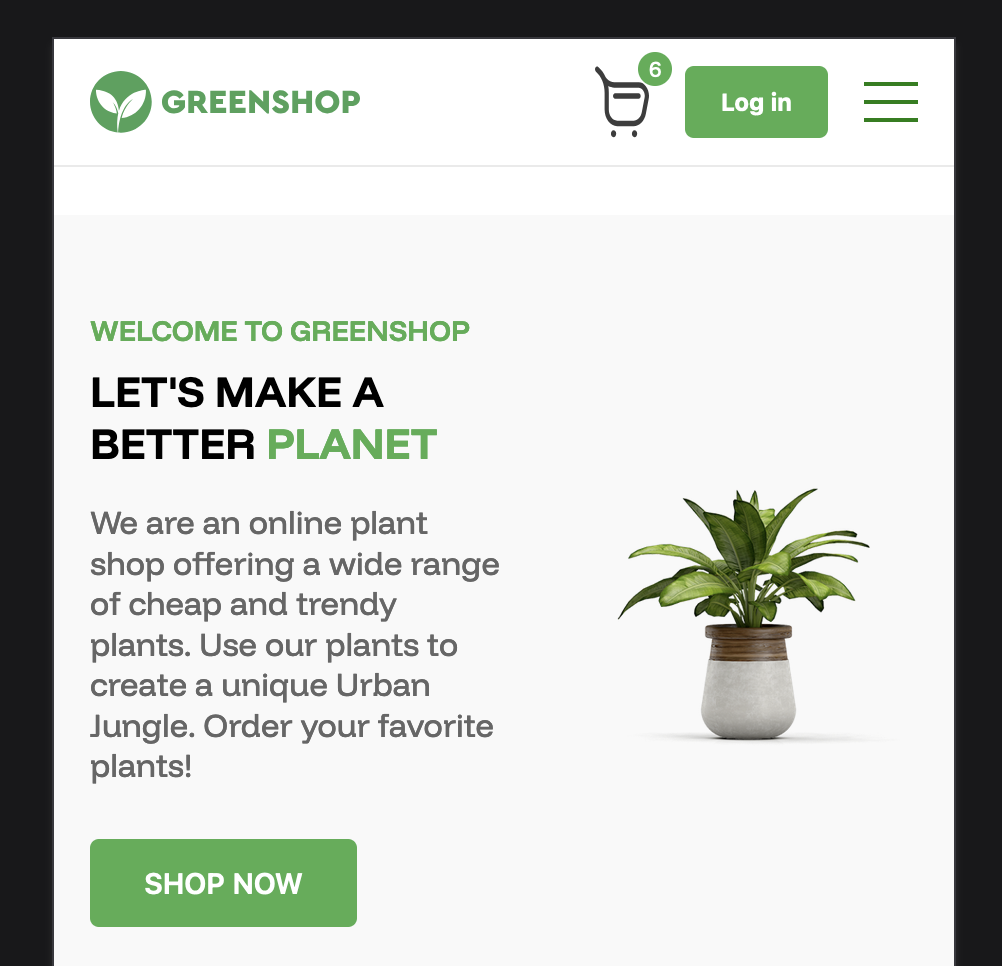 GREENSHOP
6
Log in
WELCOME TO GREENSHOP
LET'S MAKE A
BETTER PLANET
We are an online plant
shop offering a wide range
of cheap and trendy
plants. Use our plants to
create a unique Urban
Jungle. Order your favorite
plants!
SHOP NOW